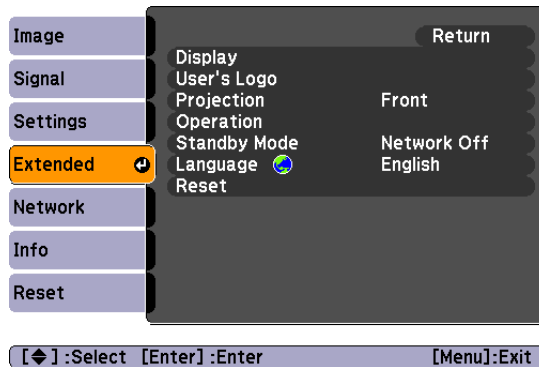 Image
Signal
Settings
Extended
Network
Info
Reset
Return
Display
User's Logo
Projection Front
Operation
Standby Mode Network Off
Language English
Reset
[◆] :Select [Enter] :Enter [Menu]:Exit